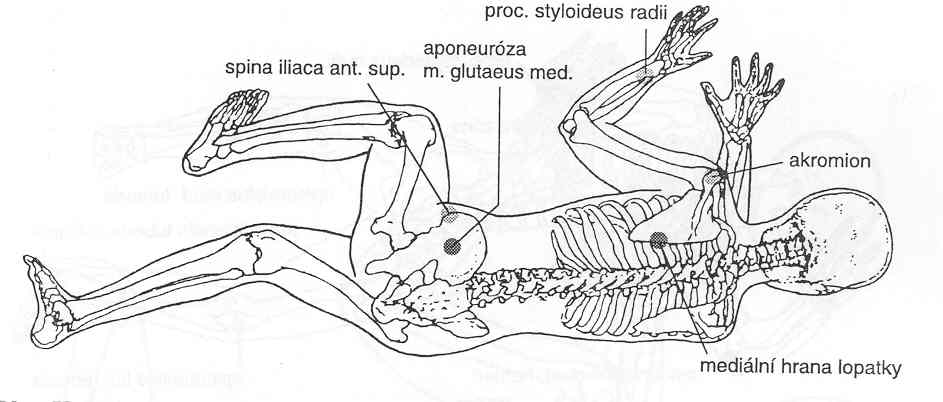 proc. styloideus radii
aponeuróza
m. glutaeus med.
spina iliaca ant. sup.
akromion
mediální hrana lopatky